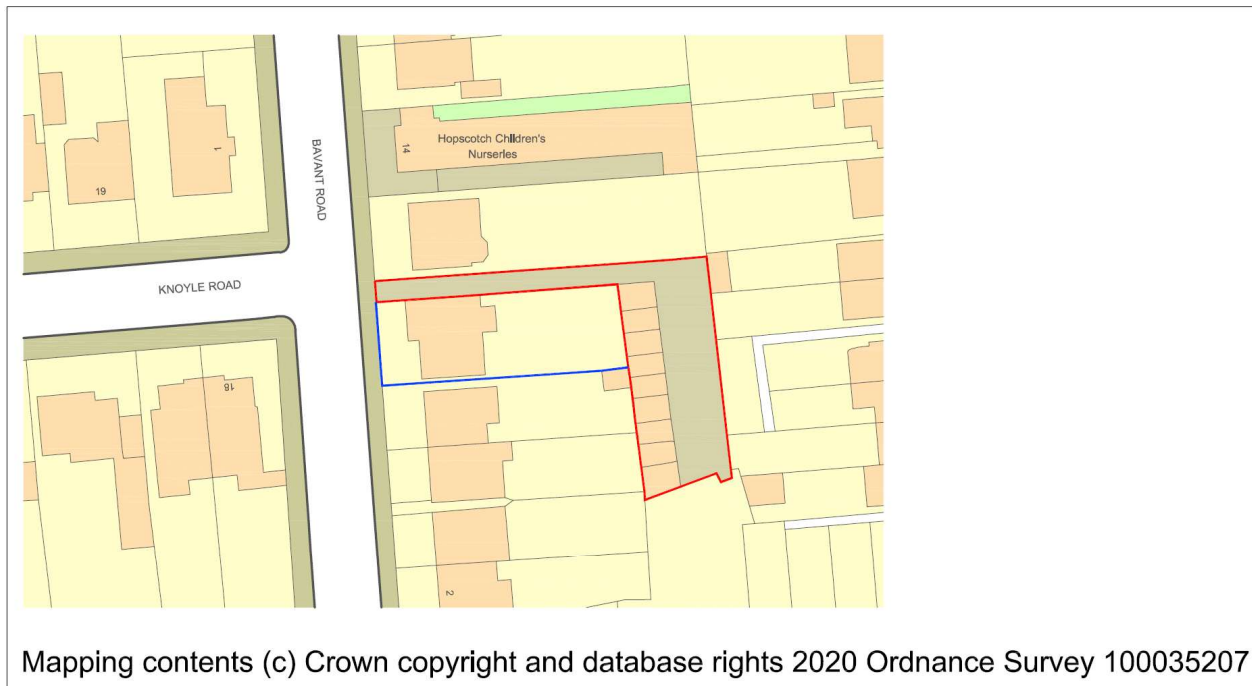 1
19
BAVANT ROAD
14
Hopscotch Children's
Nurseries
KNOYLE ROAD
18
2
Mapping contents (c) Crown copyright and database rights 2020 Ordnance Survey 100035207